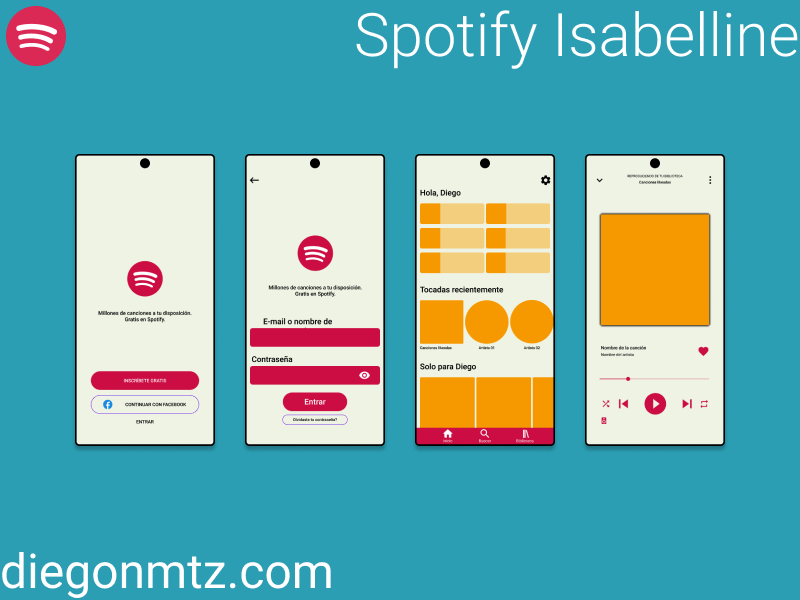 Spotify Isabelline
Millones de canciones a tu disposición.
Gratis en Spotify.
INSCRÍBETE GRATIS
CONTINUAR CON FACEBOOK
ENTRAR
Millones de canciones a tu disposición.
Gratis en Spotify.
E-mail o nombre de
Contraseña
Entrar
Olvidaste tu contraseña?
Hola, Diego
Tocadas recientemente
Canciones likeadas
Artista 01
Artista 02
Solo para Diego
Inicio
Buscar
Biblioteca
REPRODUCIENDO DE TU BIBLIOTECA
Canciones likeadas
Nombre de la canción
Nombre del artista
diegonmtz.com